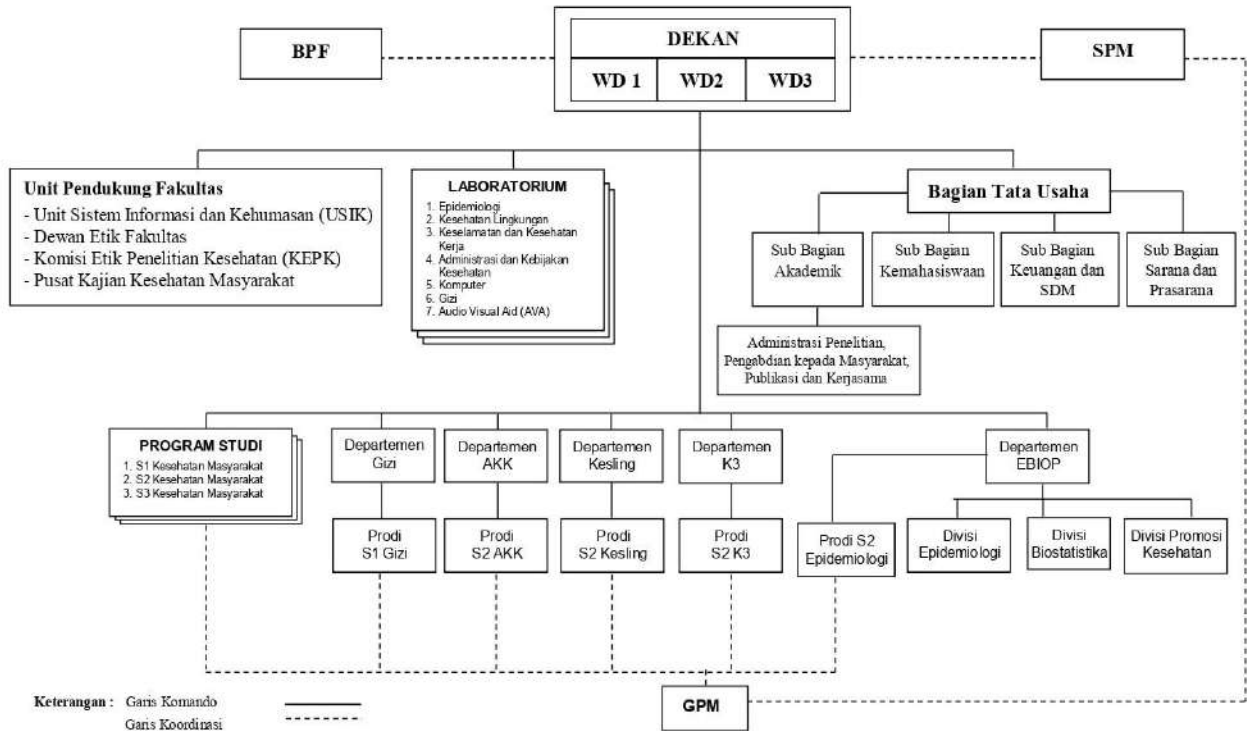 BPF
DEKAN
WD 1 WD2 WD3
SPM
Unit Pendukung Fakultas
- Unit Sistem Informasi dan Kehumasan (USIK)
- Dewan Etik Fakultas
- Komisi Etik Penelitian Kesehatan (KEPK)
- Pusat Kajian Kesehatan Masyarakat
LABORATORIUM
1. Epidemiologi
2. Kesehatan Lingkungan
3. Keselamatan dan Kesehatan
Kerja
4. Administrasi dan Kebijakan
Kesehatan
5. Komputer
6. Gizi
7. Audio Visual Aid (AVA)
Bagian Tata Usaha
Sub Bagian
Akademik
Sub Bagian
Kemahasiswaan
Sub Bagian
Keuangan dan
SDM
Sub Bagian
Sarana dan
Prasarana
Administrasi Penelitian,
Pengabdian kepada Masyarakat,
Publikasi dan Kerjasama
PROGRAM STUDI
1. S1 Kesehatan Masyarakat
2. S2 Kesehatan Masyarakat
3. S3 Kesehatan Masyarakat
Departemen
Gizi
Departemen
AKK
Departemen
Kesling
Departemen
K3
Departemen
EBIOP
Prodi
S1 Gizi
Prodi
S2 AKK
Prodi
S2 Kesling
Prodi
S2 K3
Prodi S2
Epidemiologi
Divisi
Epidemiologi
Divisi
Biostatistika
Divisi Promosi
Kesehatan
GPM
Keterangan : Garis Komando
Garis Koordinasi